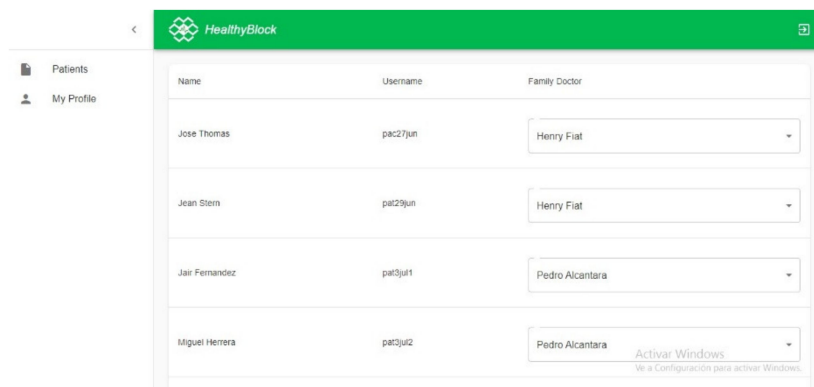 HealthyBlock
Patients
My Profile
Name Username Family Doctor
Jose Thomas pac27jun Henry Fiat
Jean Stern pat29jun Henry Fiat
Jair Fernandez pat3jul1 Pedro Alcantara
Miguel Herrera pat3jul2 Pedro Alcantara
Activar Windows
Ve a Configuración para activar Windows.